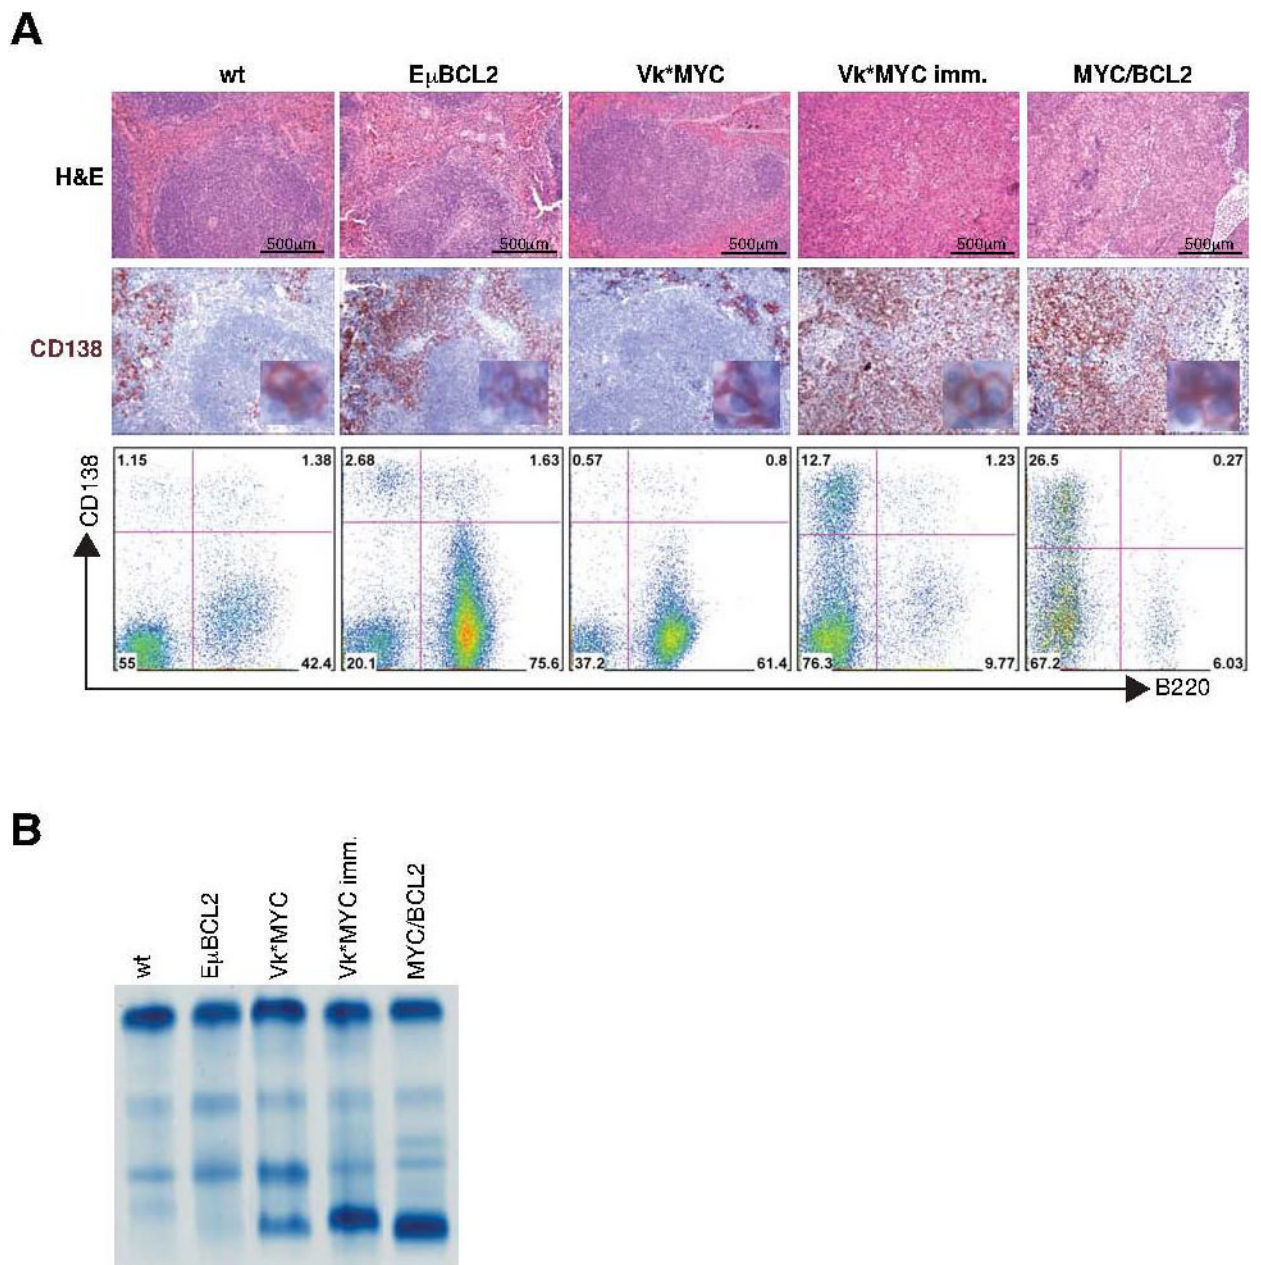 A
wt EμBCL2 Vk*MYC Vk*MYC imm. MYC/BCL2
H&E
500μm 500μm 500μm 500μm 500μm
CD138
CD138
1.15 1.38 2.68 1.63 0.57 0.8 12.7 1.23 26.5 0.27
55 42.4 20.1 75.6 37.2 61.4 76.3 9.77 67.2 6.03
B220
B
wt
EμBCL2
Vk*MYC
Vk*MYC imm.
MYC/BCL2